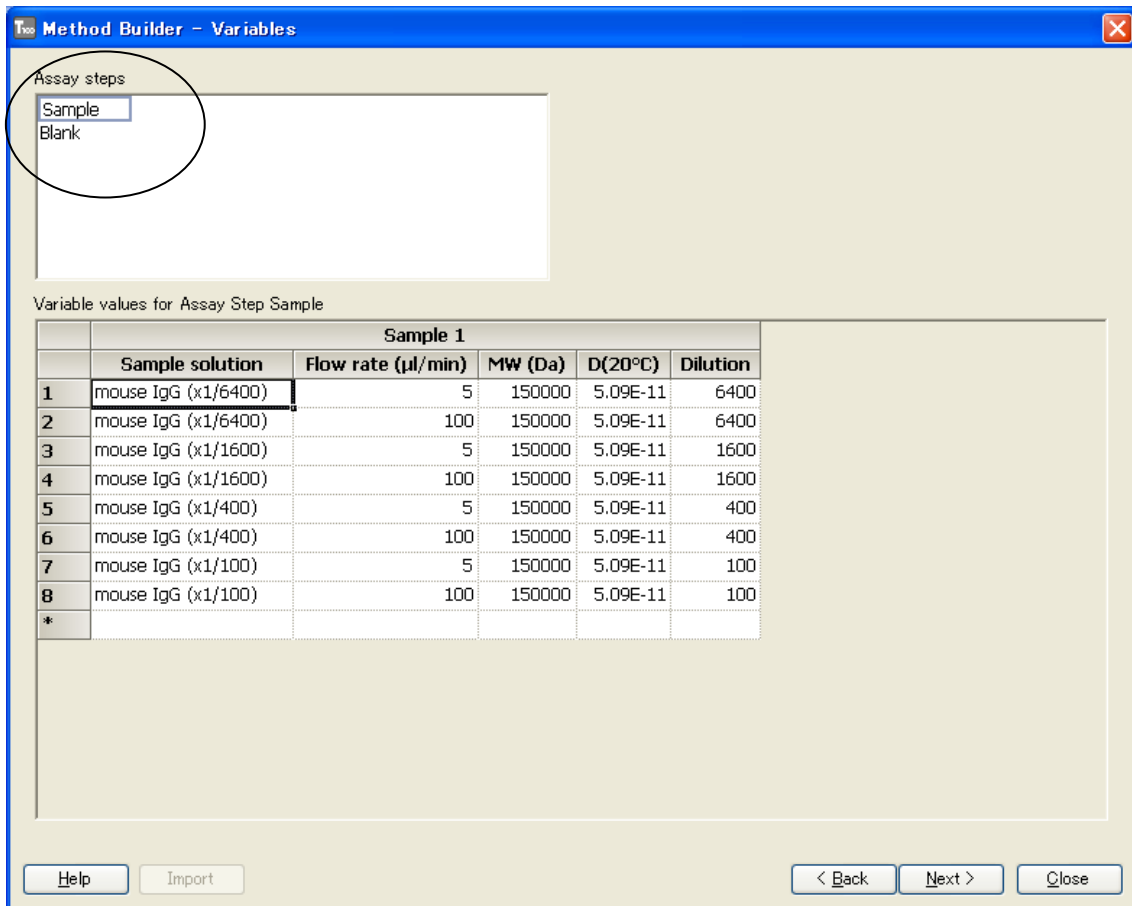 T100 Method Builder - Variables
Assay steps
Sample
Blank
Variable values for Assay Step Sample
Sample 1
Sample solution Flow rate (µl/min) MW (Da) D(20°C) Dilution
1 mouse IgG (x1/6400) 5 150000 5.09E-11 6400
2 mouse IgG (x1/6400) 100 150000 5.09E-11 6400
3 mouse IgG (x1/1600) 5 150000 5.09E-11 1600
4 mouse IgG (x1/1600) 100 150000 5.09E-11 1600
5 mouse IgG (x1/400) 5 150000 5.09E-11 400
6 mouse IgG (x1/400) 100 150000 5.09E-11 400
7 mouse IgG (x1/100) 5 150000 5.09E-11 100
8 mouse IgG (x1/100) 100 150000 5.09E-11 100
*
Help Import < Back Next > Close